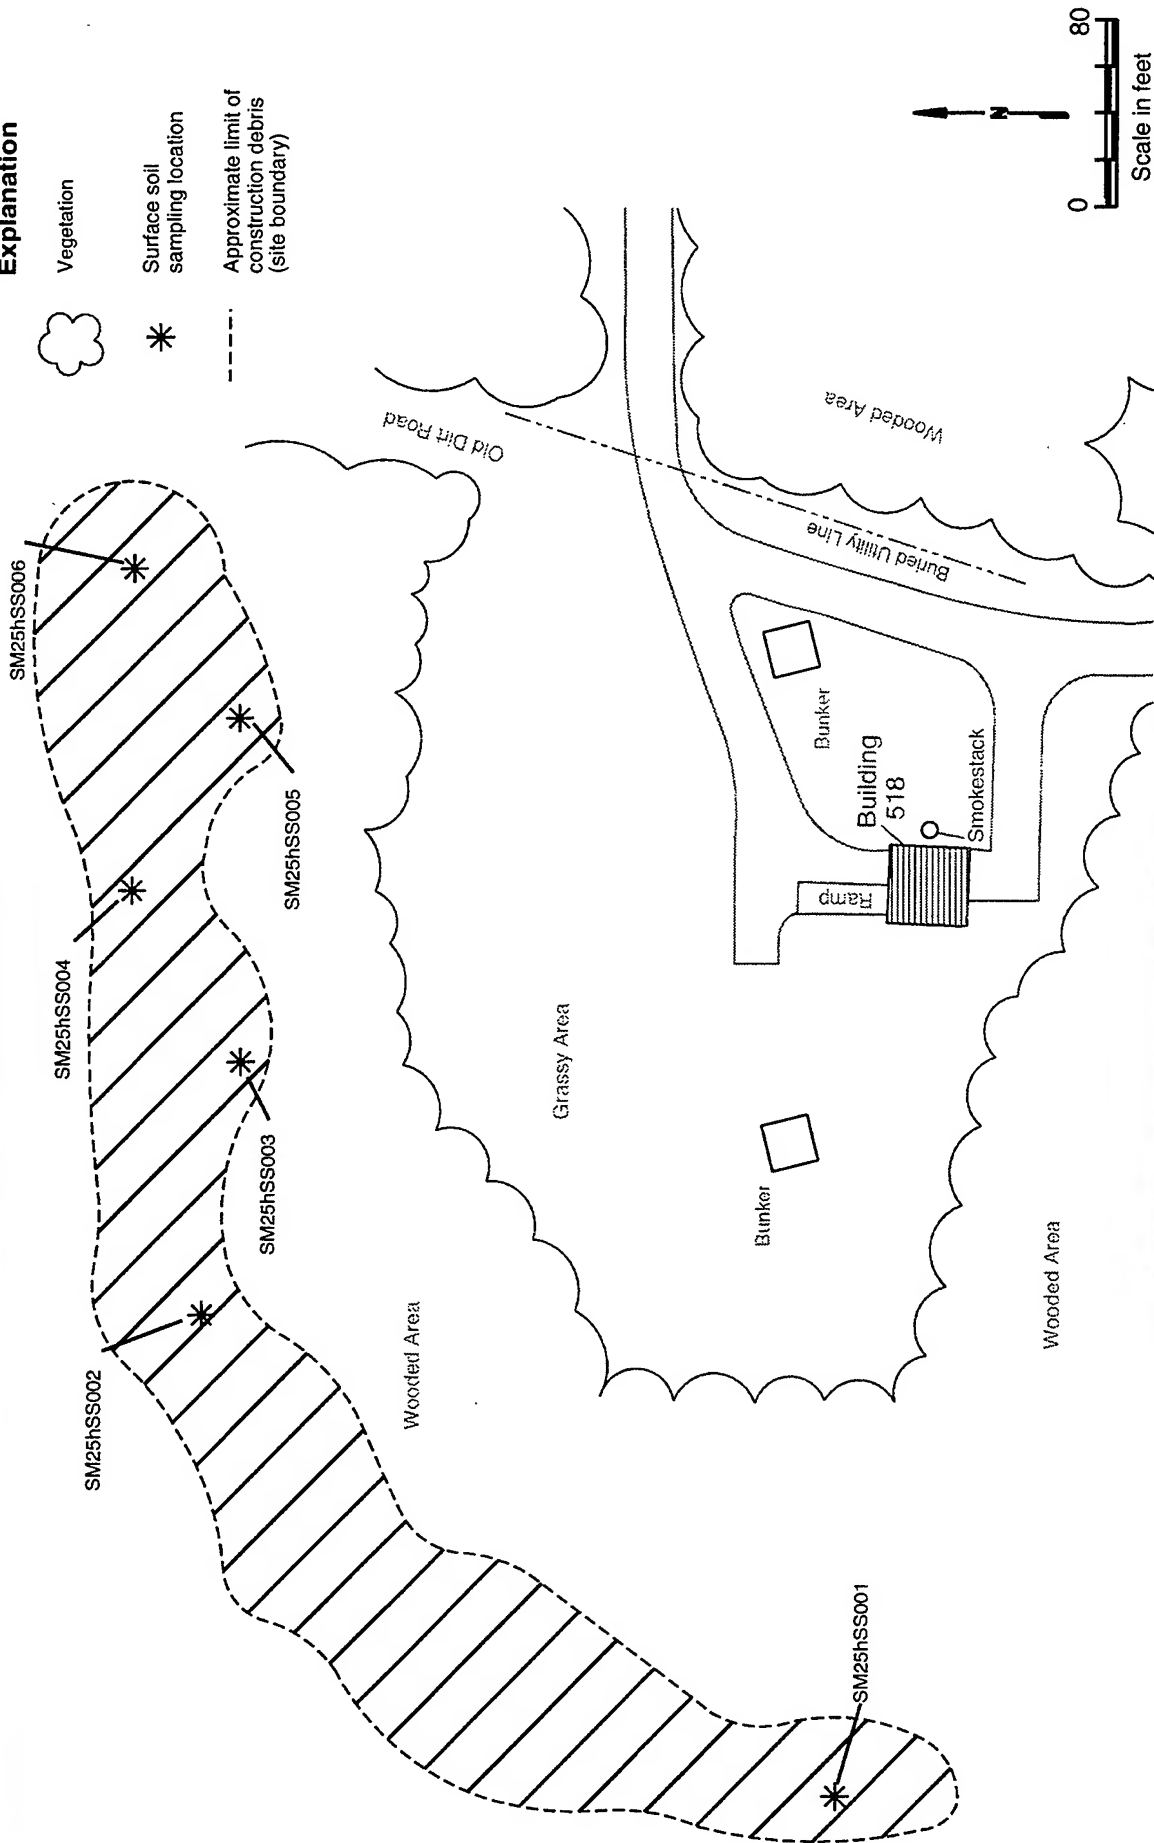 Explanation
Vegetation
Surface soil
sampling location
Approximate limit of
construction debris
(site boundary)
SM25hSS006
SM25hSS005
SM25hSS004
SM25hSS003
SM25hSS002
SM25hSS001
Old Dirt Road
Wooded Area
Buried Utility Line
Bunker
Building
518
Smokestack
Ramp
Grassy Area
Bunker
Wooded Area
Wooded Area
N
0
80
Scale in feet